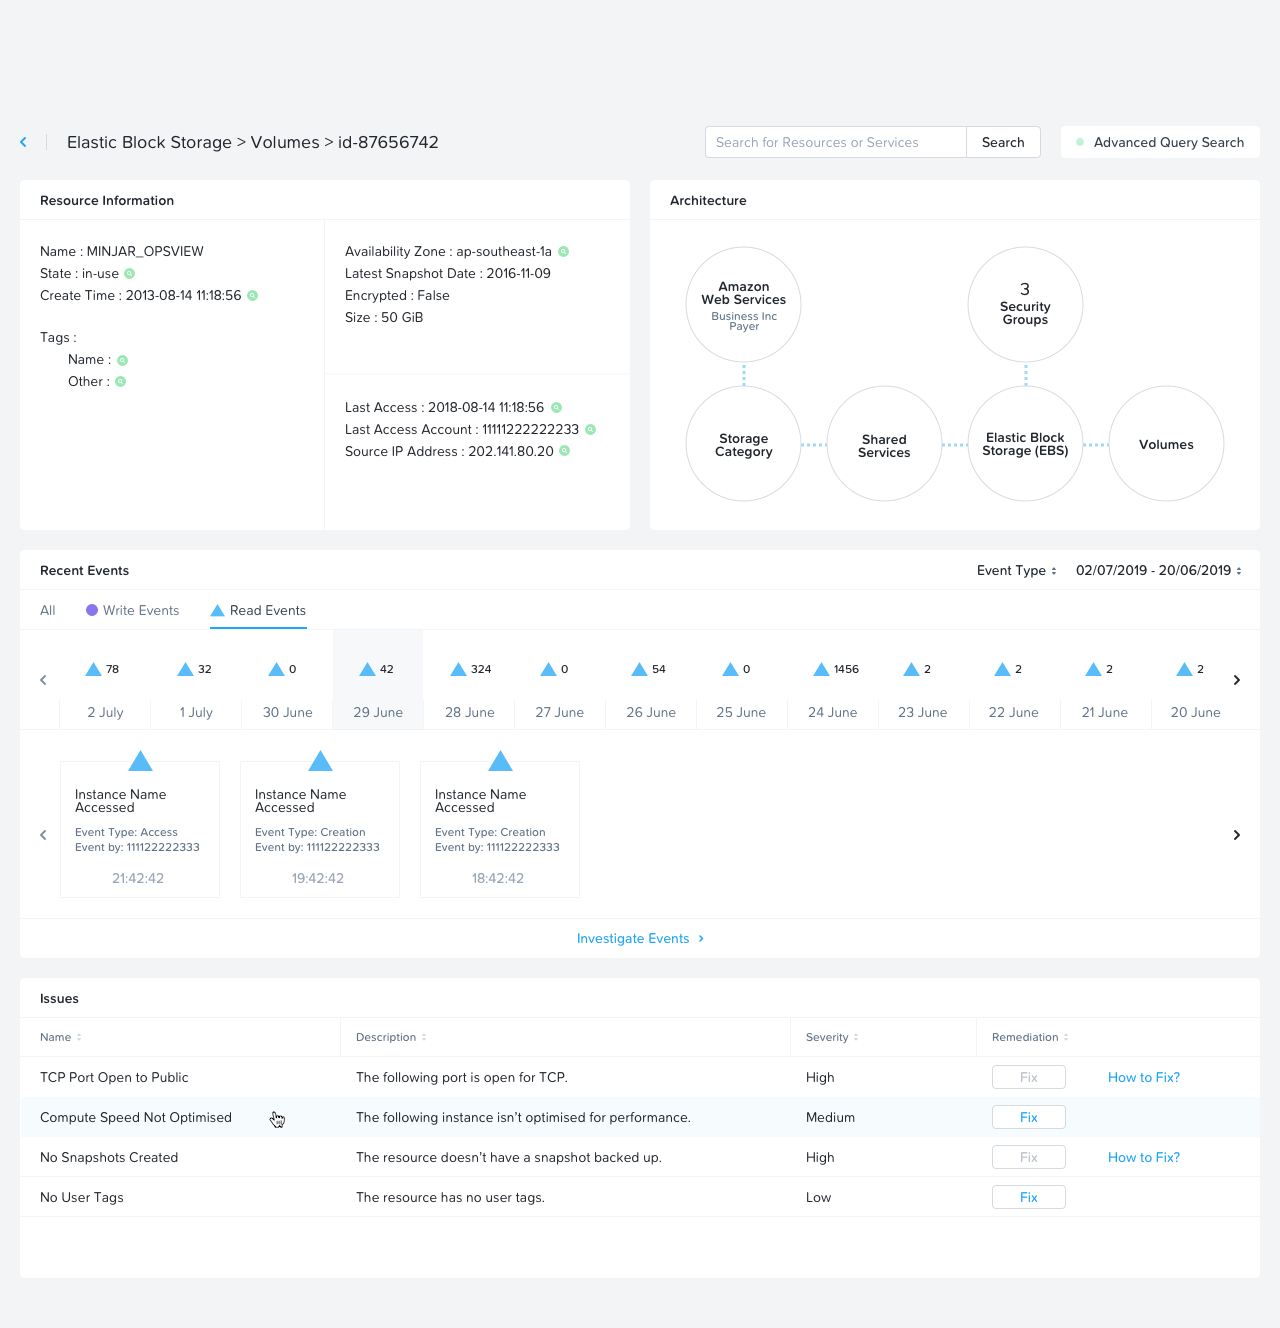 Elastic Block Storage > Volumes > id-87656742
Search for Resources or Services
Search
Advanced Query Search
Resource Information
Name : MINJAR_OPSVIEW
State : in-use
Create Time : 2013-08-14 11:18:56
Tags :
Name :
Other :
Availability Zone : ap-southeast-1a
Latest Snapshot Date : 2016-11-09
Encrypted : False
Size : 50 GiB
Last Access : 2018-08-14 11:18:56
Last Access Account : 11111222222233
Source IP Address : 202.141.80.20
Architecture
Amazon
Web Services
Business Inc
Payer
3
Security
Groups
Storage
Category
Shared
Services
Elastic Block
Storage (EBS)
Volumes
Recent Events
Event Type
02/07/2019 - 20/06/2019
All
Write Events
Read Events
78
32
0
42
324
0
54
0
1456
2
2
2
2
2 July
1 July
30 June
29 June
28 June
27 June
26 June
25 June
24 June
23 June
22 June
21 June
20 June
Instance Name
Accessed
Event Type: Access
Event by: 111122222333
21:42:42
Instance Name
Accessed
Event Type: Creation
Event by: 111122222333
19:42:42
Instance Name
Accessed
Event Type: Creation
Event by: 111122222333
18:42:42
Investigate Events
Issues
Name
Description
Severity
Remediation
TCP Port Open to Public
The following port is open for TCP.
High
Fix
How to Fix?
Compute Speed Not Optimised
The following instance isn't optimised for performance.
Medium
Fix
No Snapshots Created
The resource doesn't have a snapshot backed up.
High
Fix
How to Fix?
No User Tags
The resource has no user tags.
Low
Fix